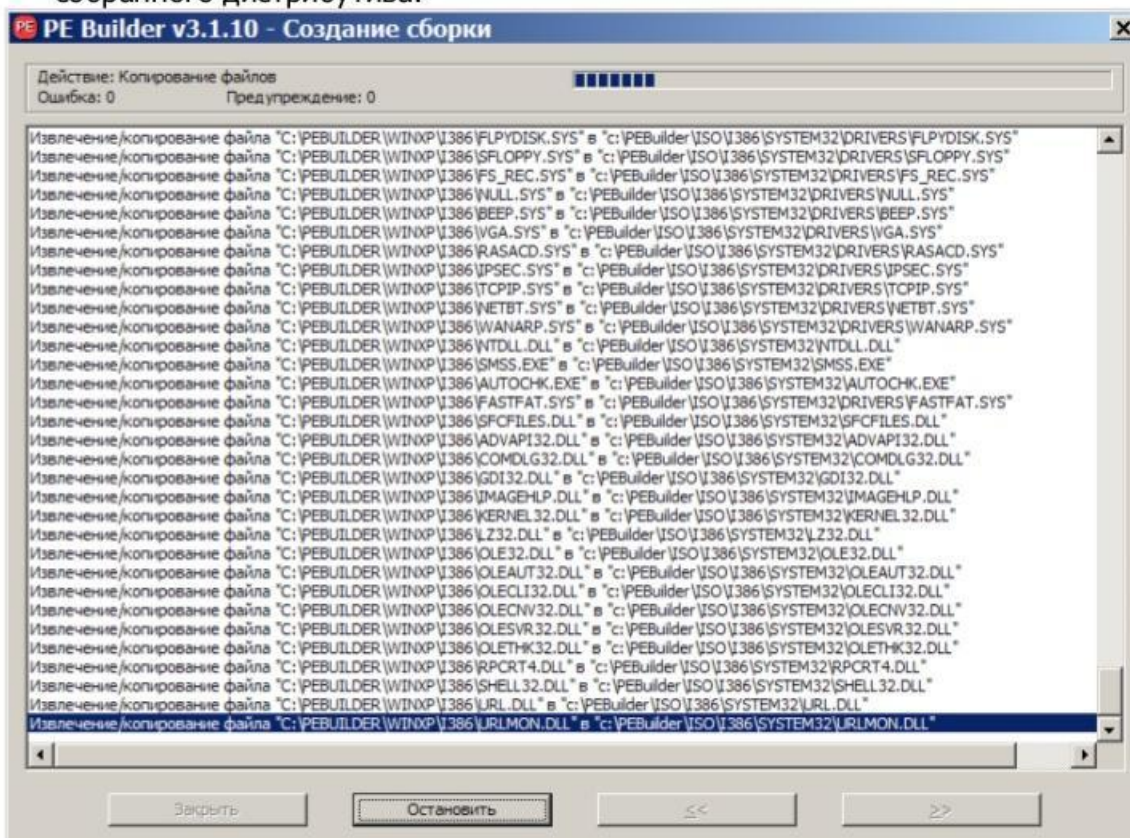 собранного дистрибутива.
PE Builder v3.1.10 - Создание сборки
Действие: Копирование файлов
Ошибка: 0 Предупреждение: 0
Извлечение/копирование файла "C:\PEBUILDER\WINXP\I386\FLPYDISK.SYS" в "c:\PEBuilder\ISO\I386\SYSTEM32\DRIVERS\FLPYDISK.SYS"
Извлечение/копирование файла "C:\PEBUILDER\WINXP\I386\SFLOPPY.SYS" в "c:\PEBuilder\ISO\I386\SYSTEM32\DRIVERS\SFLOPPY.SYS"
Извлечение/копирование файла "C:\PEBUILDER\WINXP\I386\FS_REC.SYS" в "c:\PEBuilder\ISO\I386\SYSTEM32\DRIVERS\FS_REC.SYS"
Извлечение/копирование файла "C:\PEBUILDER\WINXP\I386\NULL.SYS" в "c:\PEBuilder\ISO\I386\SYSTEM32\DRIVERS\NULL.SYS"
Извлечение/копирование файла "C:\PEBUILDER\WINXP\I386\BEEP.SYS" в "c:\PEBuilder\ISO\I386\SYSTEM32\DRIVERS\BEEP.SYS"
Извлечение/копирование файла "C:\PEBUILDER\WINXP\I386\VGA.SYS" в "c:\PEBuilder\ISO\I386\SYSTEM32\DRIVERS\VGA.SYS"
Извлечение/копирование файла "C:\PEBUILDER\WINXP\I386\RASACD.SYS" в "c:\PEBuilder\ISO\I386\SYSTEM32\DRIVERS\RASACD.SYS"
Извлечение/копирование файла "C:\PEBUILDER\WINXP\I386\IPSEC.SYS" в "c:\PEBuilder\ISO\I386\SYSTEM32\DRIVERS\IPSEC.SYS"
Извлечение/копирование файла "C:\PEBUILDER\WINXP\I386\TCPIP.SYS" в "c:\PEBuilder\ISO\I386\SYSTEM32\DRIVERS\TCPIP.SYS"
Извлечение/копирование файла "C:\PEBUILDER\WINXP\I386\NETBT.SYS" в "c:\PEBuilder\ISO\I386\SYSTEM32\DRIVERS\NETBT.SYS"
Извлечение/копирование файла "C:\PEBUILDER\WINXP\I386\WANARP.SYS" в "c:\PEBuilder\ISO\I386\SYSTEM32\DRIVERS\WANARP.SYS"
Извлечение/копирование файла "C:\PEBUILDER\WINXP\I386\NTDLL.DLL" в "c:\PEBuilder\ISO\I386\SYSTEM32\NTDLL.DLL"
Извлечение/копирование файла "C:\PEBUILDER\WINXP\I386\SMSS.EXE" в "c:\PEBuilder\ISO\I386\SYSTEM32\SMSS.EXE"
Извлечение/копирование файла "C:\PEBUILDER\WINXP\I386\AUTOCHK.EXE" в "c:\PEBuilder\ISO\I386\SYSTEM32\AUTOCHK.EXE"
Извлечение/копирование файла "C:\PEBUILDER\WINXP\I386\FASTFAT.SYS" в "c:\PEBuilder\ISO\I386\SYSTEM32\DRIVERS\FASTFAT.SYS"
Извлечение/копирование файла "C:\PEBUILDER\WINXP\I386\SFCFILES.DLL" в "c:\PEBuilder\ISO\I386\SYSTEM32\SFCFILES.DLL"
Извлечение/копирование файла "C:\PEBUILDER\WINXP\I386\ADVAPI32.DLL" в "c:\PEBuilder\ISO\I386\SYSTEM32\ADVAPI32.DLL"
Извлечение/копирование файла "C:\PEBUILDER\WINXP\I386\COMDLG32.DLL" в "c:\PEBuilder\ISO\I386\SYSTEM32\COMDLG32.DLL"
Извлечение/копирование файла "C:\PEBUILDER\WINXP\I386\GDI32.DLL" в "c:\PEBuilder\ISO\I386\SYSTEM32\GDI32.DLL"
Извлечение/копирование файла "C:\PEBUILDER\WINXP\I386\IMAGEHLP.DLL" в "c:\PEBuilder\ISO\I386\SYSTEM32\IMAGEHLP.DLL"
Извлечение/копирование файла "C:\PEBUILDER\WINXP\I386\KERNEL32.DLL" в "c:\PEBuilder\ISO\I386\SYSTEM32\KERNEL32.DLL"
Извлечение/копирование файла "C:\PEBUILDER\WINXP\I386\LZ32.DLL" в "c:\PEBuilder\ISO\I386\SYSTEM32\LZ32.DLL"
Извлечение/копирование файла "C:\PEBUILDER\WINXP\I386\OLE32.DLL" в "c:\PEBuilder\ISO\I386\SYSTEM32\OLE32.DLL"
Извлечение/копирование файла "C:\PEBUILDER\WINXP\I386\OLEAUT32.DLL" в "c:\PEBuilder\ISO\I386\SYSTEM32\OLEAUT32.DLL"
Извлечение/копирование файла "C:\PEBUILDER\WINXP\I386\OLECLI32.DLL" в "c:\PEBuilder\ISO\I386\SYSTEM32\OLECLI32.DLL"
Извлечение/копирование файла "C:\PEBUILDER\WINXP\I386\OLECNV32.DLL" в "c:\PEBuilder\ISO\I386\SYSTEM32\OLECNV32.DLL"
Извлечение/копирование файла "C:\PEBUILDER\WINXP\I386\OLESVR32.DLL" в "c:\PEBuilder\ISO\I386\SYSTEM32\OLESVR32.DLL"
Извлечение/копирование файла "C:\PEBUILDER\WINXP\I386\OLETHK32.DLL" в "c:\PEBuilder\ISO\I386\SYSTEM32\OLETHK32.DLL"
Извлечение/копирование файла "C:\PEBUILDER\WINXP\I386\RPCRT4.DLL" в "c:\PEBuilder\ISO\I386\SYSTEM32\RPCRT4.DLL"
Извлечение/копирование файла "C:\PEBUILDER\WINXP\I386\SHELL32.DLL" в "c:\PEBuilder\ISO\I386\SYSTEM32\SHELL32.DLL"
Извлечение/копирование файла "C:\PEBUILDER\WINXP\I386\URL.DLL" в "c:\PEBuilder\ISO\I386\SYSTEM32\URL.DLL"
Извлечение/копирование файла "C:\PEBUILDER\WINXP\I386\URLMON.DLL" в "c:\PEBuilder\ISO\I386\SYSTEM32\URLMON.DLL"
Закрыть Остановить << >>